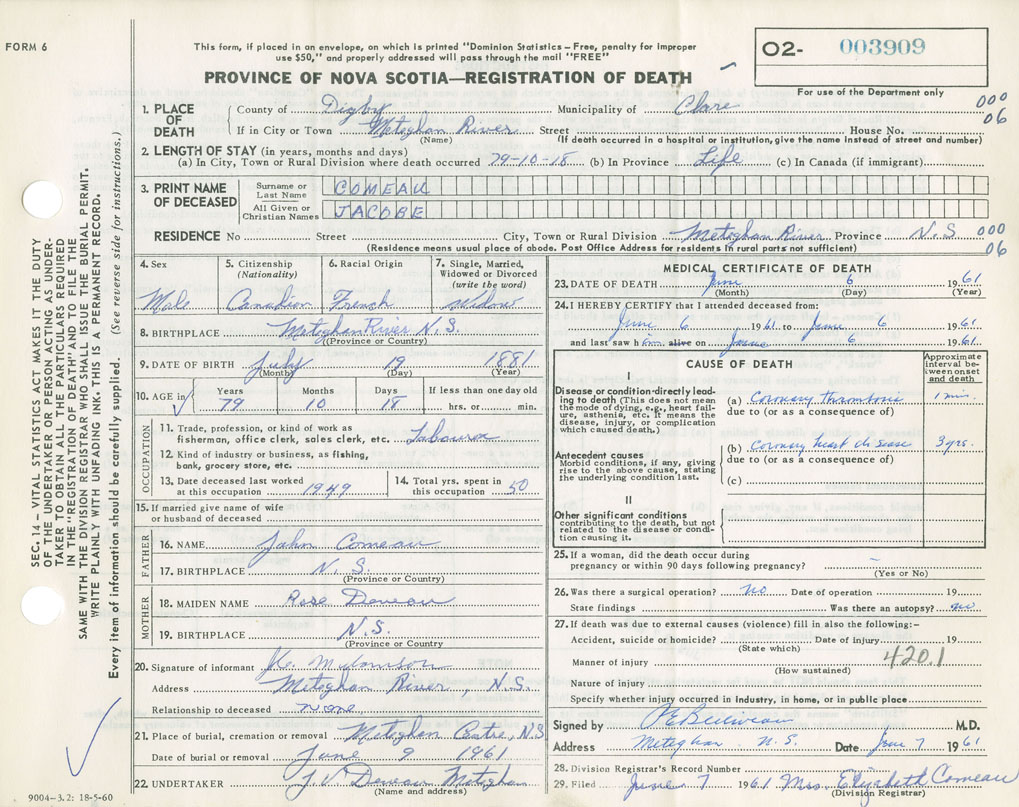 FORM 6
This form, if placed in an envelope, on which is printed "Dominion Statistics – Free, penalty for improper
use $50," and properly addressed will pass through the mail "FREE"
02- 003909
For use of the Department only
PROVINCE OF NOVA SCOTIA—REGISTRATION OF DEATH
000
06
1. PLACE OF DEATH
County of Digby Municipality of Clare
If in City or Town Meteghan River Street House No.
(Name) (If death occurred in a hospital or institution, give the name instead of street and number)
2. LENGTH OF STAY (in years, months and days)
(a) In City, Town or Rural Division where death occurred 79-10-18 (b) In Province Life (c) In Canada (if immigrant)
3. PRINT NAME OF DECEASED
Surname or Last Name COMEAU
All Given or Christian Names JACOBE
RESIDENCE No Street City, Town or Rural Division Meteghan River Province N.S. 000
06
(Residence means usual place of abode. Post Office Address for residents in rural parts not sufficient)
4. Sex
Male
5. Citizenship
(Nationality)
Canadian
6. Racial Origin
French
7. Single, Married,
Widowed or Divorced
(write the word)
Widow
8. BIRTHPLACE Meteghan River N.S.
(Province or Country)
9. DATE OF BIRTH July 19 1881
(Month) (Day) (Year)
10. AGE in Years Months Days If less than one day old
79 10 18 hrs. or min.
OCCUPATION
11. Trade, profession, or kind of work as
fisherman, office clerk, sales clerk, etc. Labourer
12. Kind of industry or business, as fishing,
bank, grocery store, etc.
13. Date deceased last worked
at this occupation 1949
14. Total yrs. spent in
this occupation 50
15. If married give name of wife
or husband of deceased
FATHER
16. NAME John Comeau
17. BIRTHPLACE N.S.
(Province or Country)
MOTHER
18. MAIDEN NAME Rose Deveau
19. BIRTHPLACE N.S.
(Province or Country
20. Signature of informant
Address Meteghan River, N.S.
Relationship to deceased none
21. Place of burial, cremation or removal Meteghan Centre, N.S
Date of burial or removal June 9 1961
22. UNDERTAKER J.V. Deveau Meteghan
(Name and address)
9004–3.2: 18-5-60
MEDICAL CERTIFICATE OF DEATH
23. DATE OF DEATH June 6 1961
(Month) (Day) (Year)
24. I HEREBY CERTIFY that I attended deceased from:
June 6 1961 to June 6 1961
and last saw him alive on June 6 1961
CAUSE OF DEATH
Approximate
interval be-
tween onset
and death
I
Disease or condition directly lead-
ing to death (This does not mean
the mode of dying, e.g., heart fail-
ure, asthenia, etc. It means the
disease, injury, or complication
which caused death.)
(a) Coronary thrombosis 1 min.
due to (or as a consequence of)
Antecedent causes
Morbid conditions, if any, giving
rise to the above cause, stating
the underlying condition last.
(b) Coronary heart disease 3 yrs.
due to (or as a consequence of)
(c)
II
Other significant conditions
contributing to the death, but not
related to the disease or condi-
tion causing it.
25. If a woman, did the death occur during
pregnancy or within 90 days following pregnancy? –
(Yes or No)
26. Was there a surgical operation? no Date of operation 19
State findings Was there an autopsy? no
27. If death was due to external causes (violence) fill in also the following:–
Accident, suicide or homicide? Date of injury 19
(State which)
Manner of injury 420.1
(How sustained)
Nature of injury
Specify whether injury occurred in industry, in home, or in public place
Signed by P E Belliveau M.D.
Address Meteghan N.S. Date June 7 1961
28. Division Registrar's Record Number
29. Filed June 7 1961 Mrs. Elizabeth Comeau
(Division Registrar)
SEC. 14 – VITAL STATISTICS ACT MAKES IT THE DUTY
OF THE UNDERTAKER OR PERSON ACTING AS UNDER-
TAKER TO OBTAIN ALL THE PARTICULARS REQUIRED
IN THE "REGISTRATION OF DEATH" AND TO FILE THE
SAME WITH THE DIVISION REGISTRAR WHO SHALL ISSUE THE BURIAL PERMIT.
WRITE PLAINLY WITH UNFADING INK. THIS IS A PERMANENT RECORD.
Every item of information should be carefully supplied. (See reverse side for instructions.)